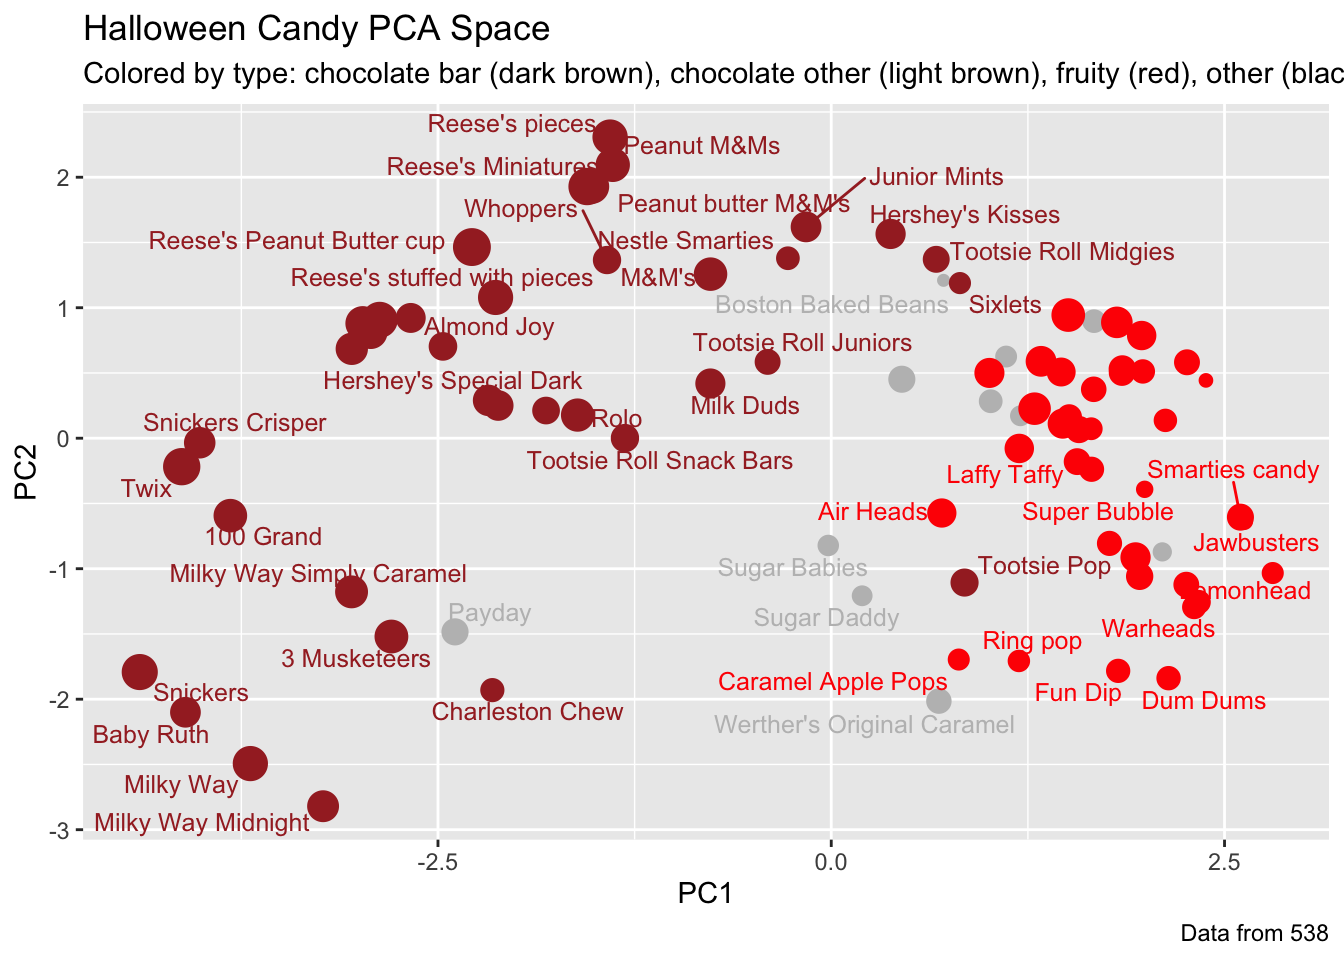 Halloween Candy PCA Space
Colored by type: chocolate bar (dark brown), chocolate other (light brown), fruity (red), other (blac
Reese's pieces
Peanut M&Ms
Reese's Miniatures
Junior Mints
Whoppers
Peanut butter M&M's
Hershey's Kisses
Reese's Peanut Butter cup
Nestle Smarties
Tootsie Roll Midgies
Reese's stuffed with pieces
M&M's
Boston Baked Beans
Sixlets
Almond Joy
Tootsie Roll Juniors
Hershey's Special Dark
Milk Duds
Snickers Crisper
Rolo
Tootsie Roll Snack Bars
Twix
Laffy Taffy
Smarties candy
100 Grand
Air Heads
Super Bubble
Jawbusters
Milky Way Simply Caramel
Sugar Babies
Tootsie Pop
Lemonhead
Payday
Sugar Daddy
Warheads
3 Musketeers
Ring pop
Snickers
Caramel Apple Pops
Fun Dip
Dum Dums
Charleston Chew
Baby Ruth
Werther's Original Caramel
Milky Way
Milky Way Midnight
2
1
0
-1
-2
-3
PC2
-2.5
0.0
2.5
PC1
Data from 538